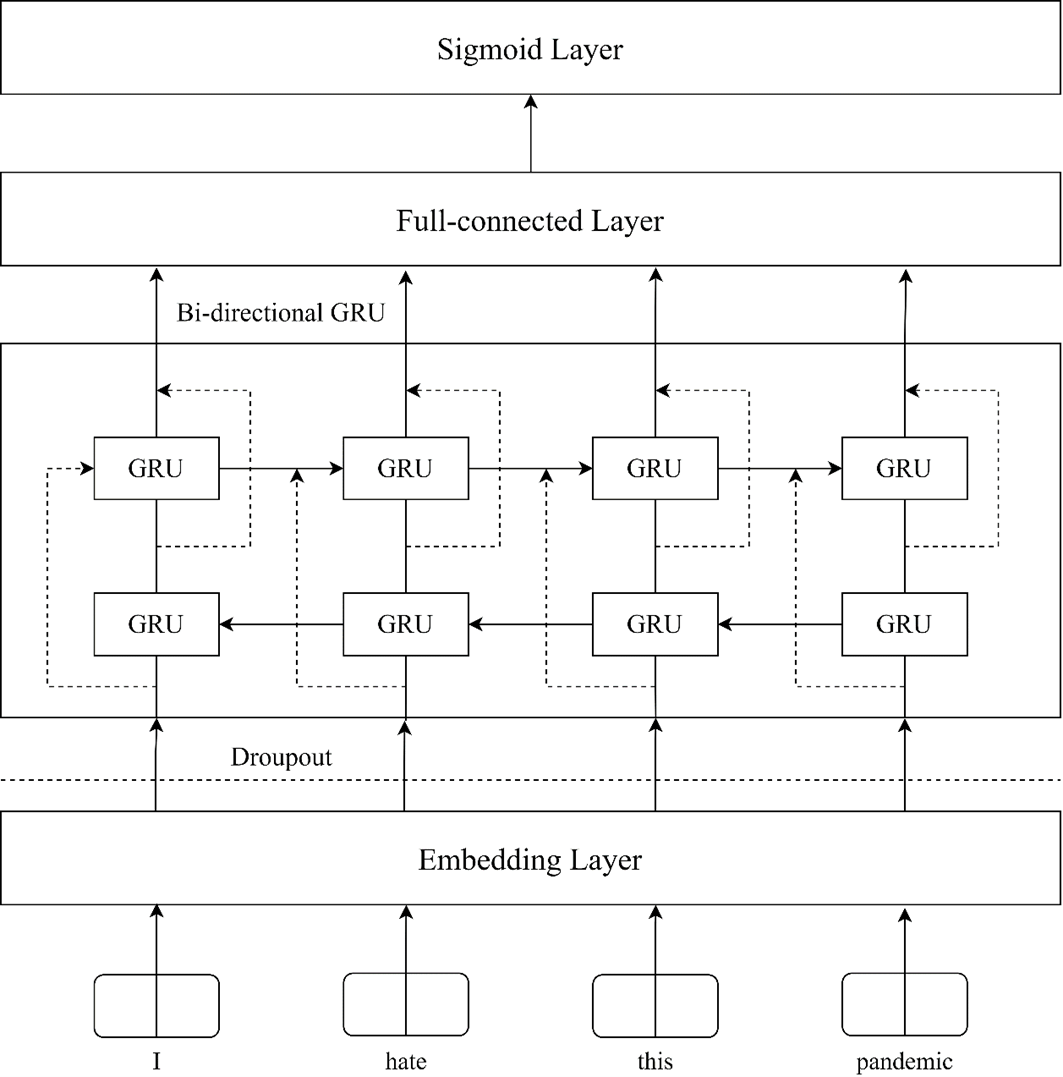 Sigmoid Layer
Full-connected Layer
Bi-directional GRU
GRU GRU GRU GRU
GRU GRU GRU GRU
Droupout
Embedding Layer
I hate this pandemic